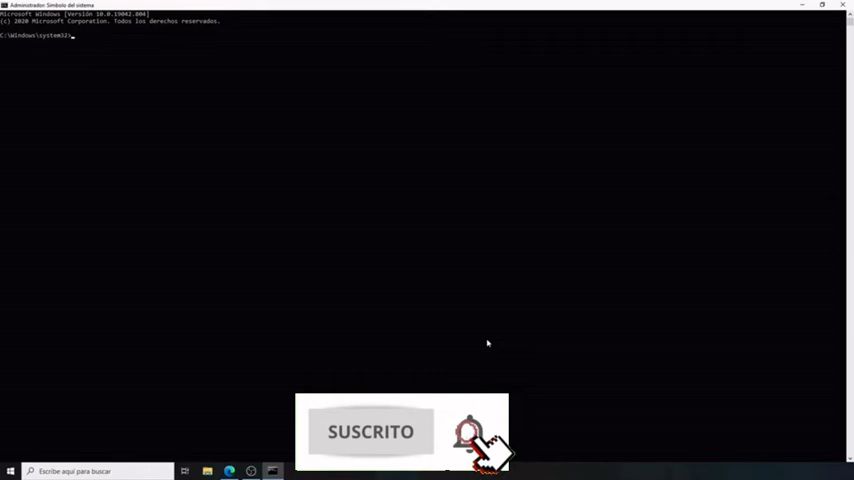 Administrador: Símbolo del sistema
Microsoft Windows [Versión 10.0.19042.804]
(c) 2020 Microsoft Corporation. Todos los derechos reservados.
C:\Windows\system32>
SUSCRITO
Escribe aquí para buscar